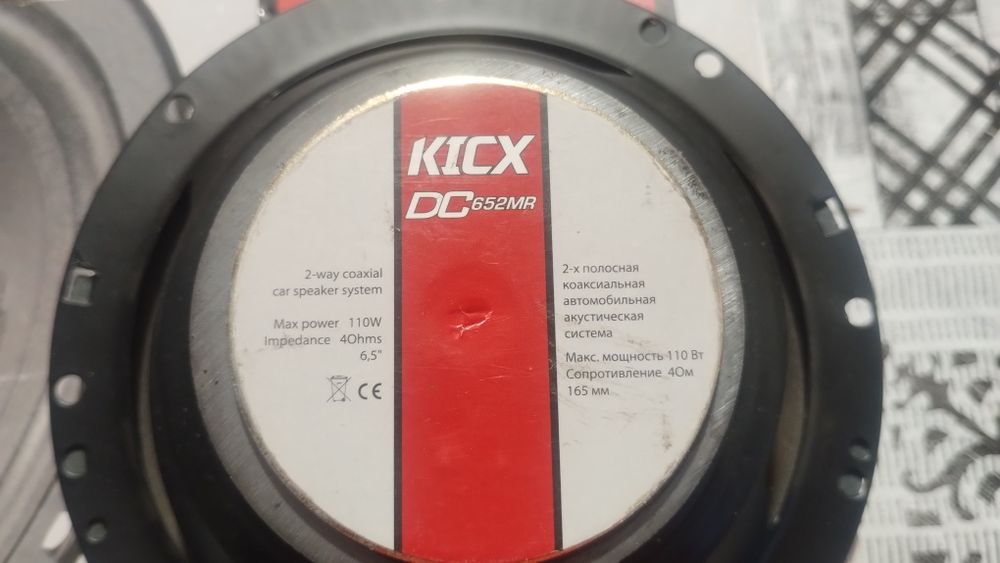 KICX
DC652MR
2-way coaxial
car speaker system
Max power 110W
Impedance 4Ohms
6,5"
CE
2-х полосная
коаксиальная
автомобильная
акустическая
система
Макс. мощность 110 Вт
Сопротивление 4Ом
165 мм